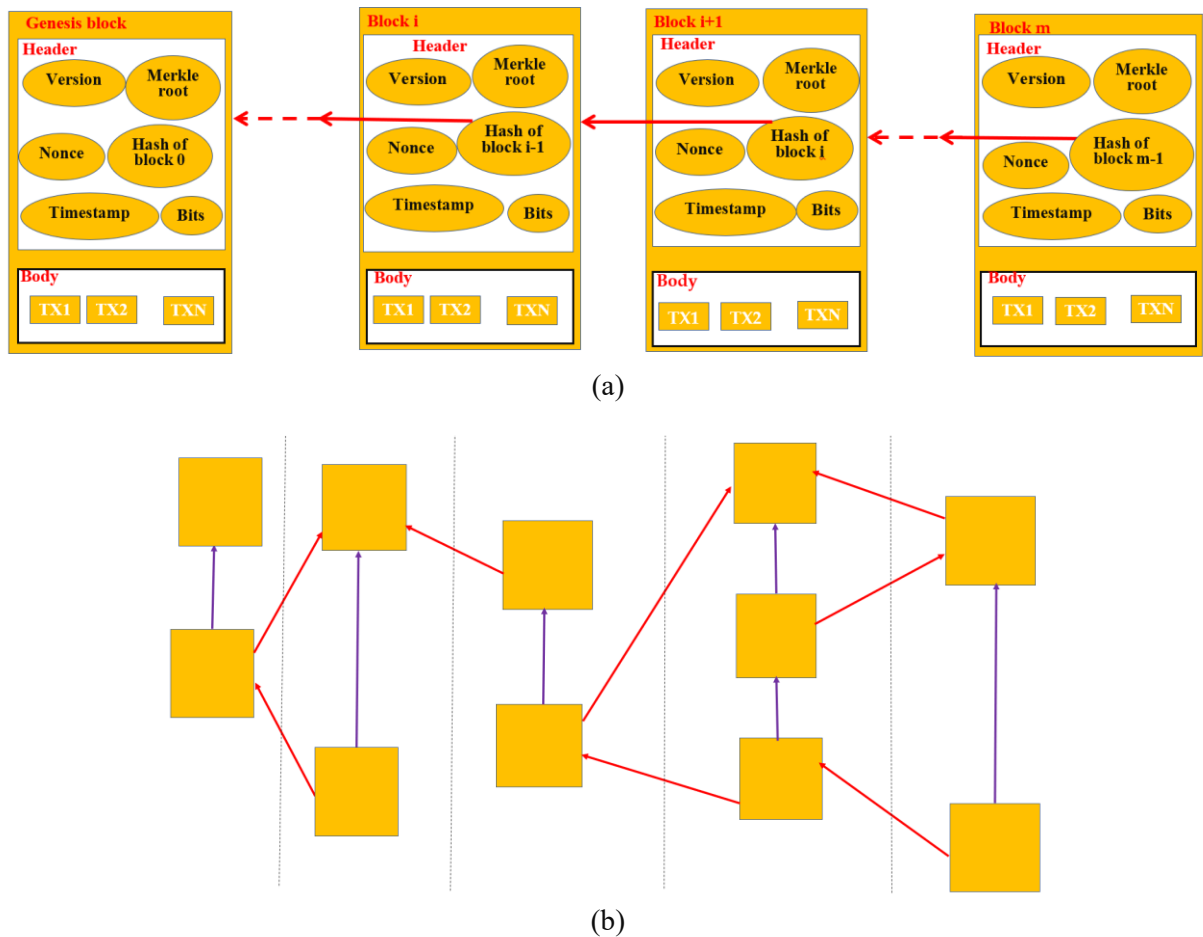 Genesis block
Header
Version
Merkle
root
Nonce
Hash of
block 0
Timestamp
Bits
Body
TX1
TX2
TXN
Block i
Header
Version
Merkle
root
Nonce
Hash of
block i-1
Timestamp
Bits
Body
TX1
TX2
TXN
Block i+1
Header
Version
Merkle
root
Nonce
Hash of
block i
Timestamp
Bits
Body
TX1
TX2
TXN
Block m
Header
Version
Merkle
root
Nonce
Hash of
block m-1
Timestamp
Bits
Body
TX1
TX2
TXN
(a)
(b)